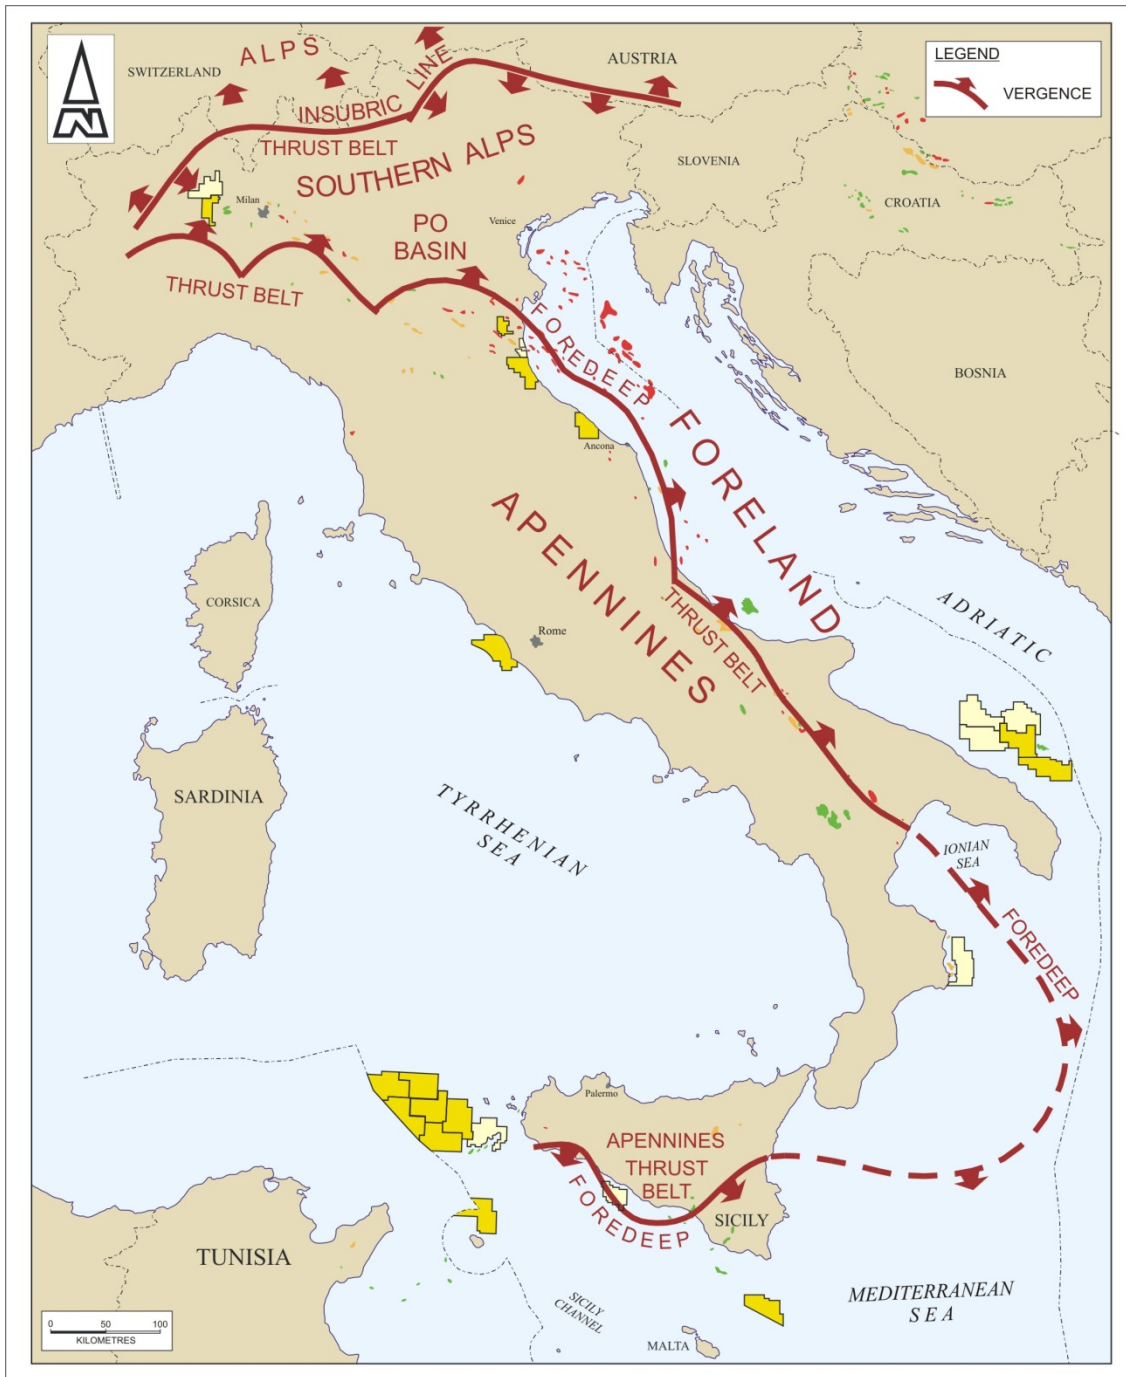 ALPS
SWITZERLAND
AUSTRIA
LEGEND
VERGENCE
N
INSUBRIC LINE
THRUST BELT
SOUTHERN ALPS
SLOVENIA
CROATIA
Milan
Venice
PO
BASIN
THRUST BELT
FOREDEEP
BOSNIA
FORELAND
Ancona
APENNINES
CORSICA
ADRIATIC
Rome
THRUST BELT
SARDINIA
TYRRHENIAN
SEA
IONIAN
SEA
FOREDEEP
Palermo
APENNINES
THRUST
BELT
FOREDEEP
SICILY
TUNISIA
MEDITERRANEAN
SEA
SICILY
CHANNEL
MALTA
0 50 100
KILOMETRES